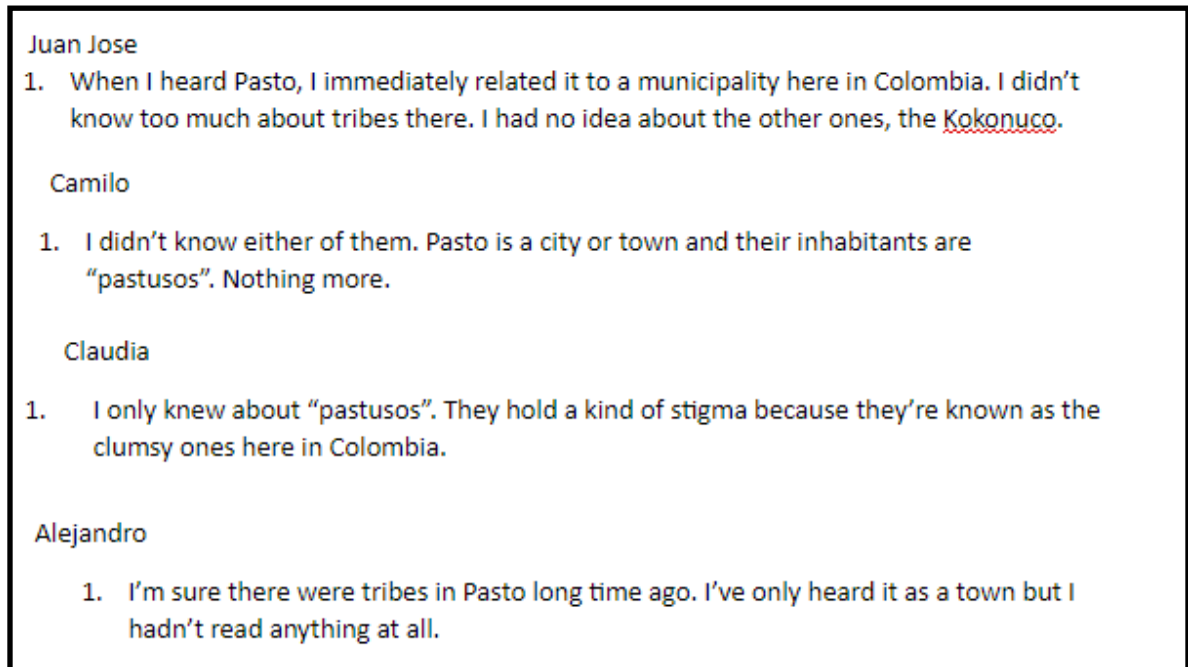 Juan Jose
1. When I heard Pasto, I immediately related it to a municipality here in Colombia. I didn’t
know too much about tribes there. I had no idea about the other ones, the Kokonuco.
Camilo
1. I didn’t know either of them. Pasto is a city or town and their inhabitants are
“pastusos”. Nothing more.
Claudia
1. I only knew about “pastusos”. They hold a kind of stigma because they’re known as the
clumsy ones here in Colombia.
Alejandro
1. I’m sure there were tribes in Pasto long time ago. I’ve only heard it as a town but I
hadn’t read anything at all.